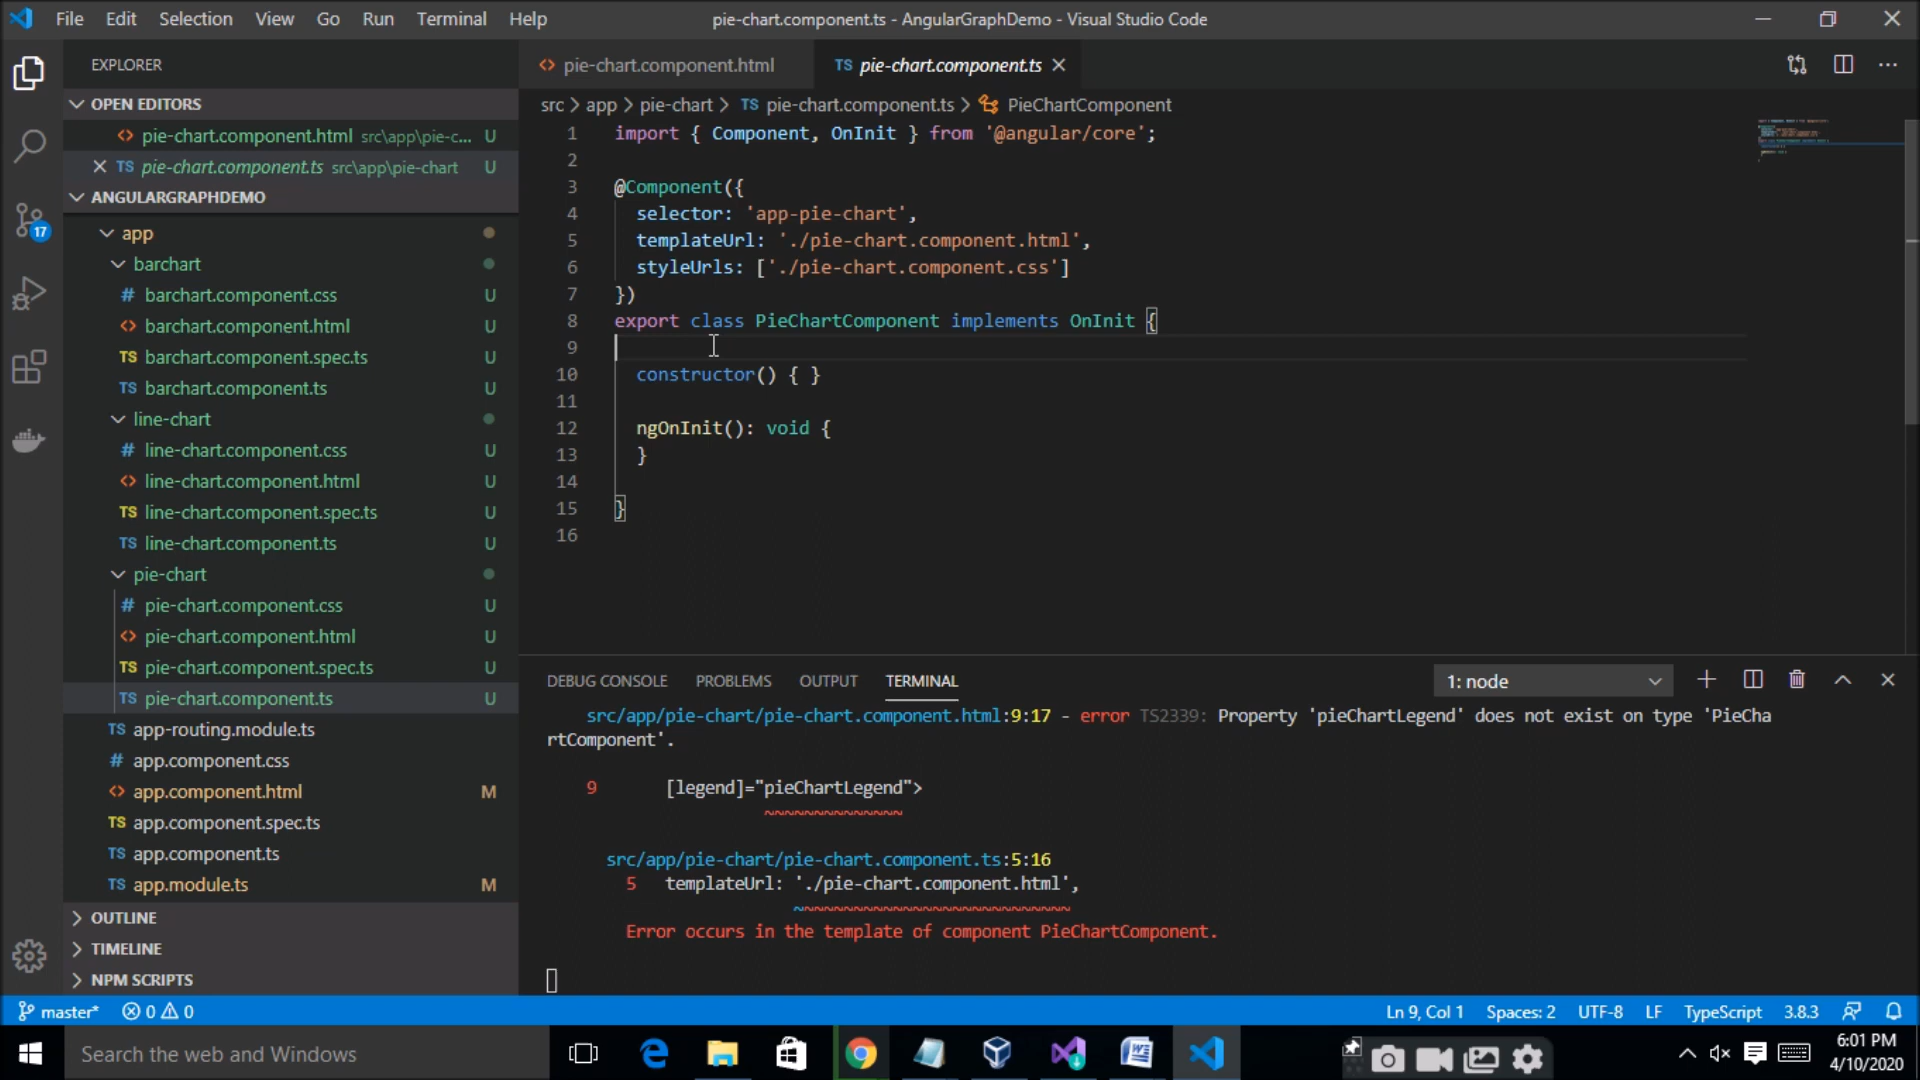 File Edit Selection View Go Run Terminal Help
pie-chart.component.ts - AngularGraphDemo - Visual Studio Code
EXPLORER
OPEN EDITORS
<> pie-chart.component.html src\app\pie-c... U
TS pie-chart.component.ts src\app\pie-chart U
ANGULARGRAPHDEMO
app
barchart
# barchart.component.css U
<> barchart.component.html U
TS barchart.component.spec.ts U
TS barchart.component.ts U
line-chart
# line-chart.component.css U
<> line-chart.component.html U
TS line-chart.component.spec.ts U
TS line-chart.component.ts U
pie-chart
# pie-chart.component.css U
<> pie-chart.component.html U
TS pie-chart.component.spec.ts U
TS pie-chart.component.ts U
TS app-routing.module.ts
# app.component.css
<> app.component.html M
TS app.component.spec.ts
TS app.component.ts
TS app.module.ts M
OUTLINE
TIMELINE
NPM SCRIPTS
17
<> pie-chart.component.html
TS pie-chart.component.ts
src > app > pie-chart > TS pie-chart.component.ts > PieChartComponent
1 import { Component, OnInit } from '@angular/core';
2
3 @Component({
4 selector: 'app-pie-chart',
5 templateUrl: './pie-chart.component.html',
6 styleUrls: ['./pie-chart.component.css']
7 })
8 export class PieChartComponent implements OnInit {
9
10 constructor() { }
11
12 ngOnInit(): void {
13 }
14
15 }
16
DEBUG CONSOLE PROBLEMS OUTPUT TERMINAL 1: node
src/app/pie-chart/pie-chart.component.html:9:17 - error TS2339: Property 'pieChartLegend' does not exist on type 'PieCha
rtComponent'.
9 [legend]="pieChartLegend">
~~~~~~~~~~~~~~
src/app/pie-chart/pie-chart.component.ts:5:16
5 templateUrl: './pie-chart.component.html',
~~~~~~~~~~~~~~~~~~~~~~~~~~~~
Error occurs in the template of component PieChartComponent.
master* 0 0
Ln 9, Col 1 Spaces: 2 UTF-8 LF TypeScript 3.8.3
Search the web and Windows
6:01 PM
4/10/2020